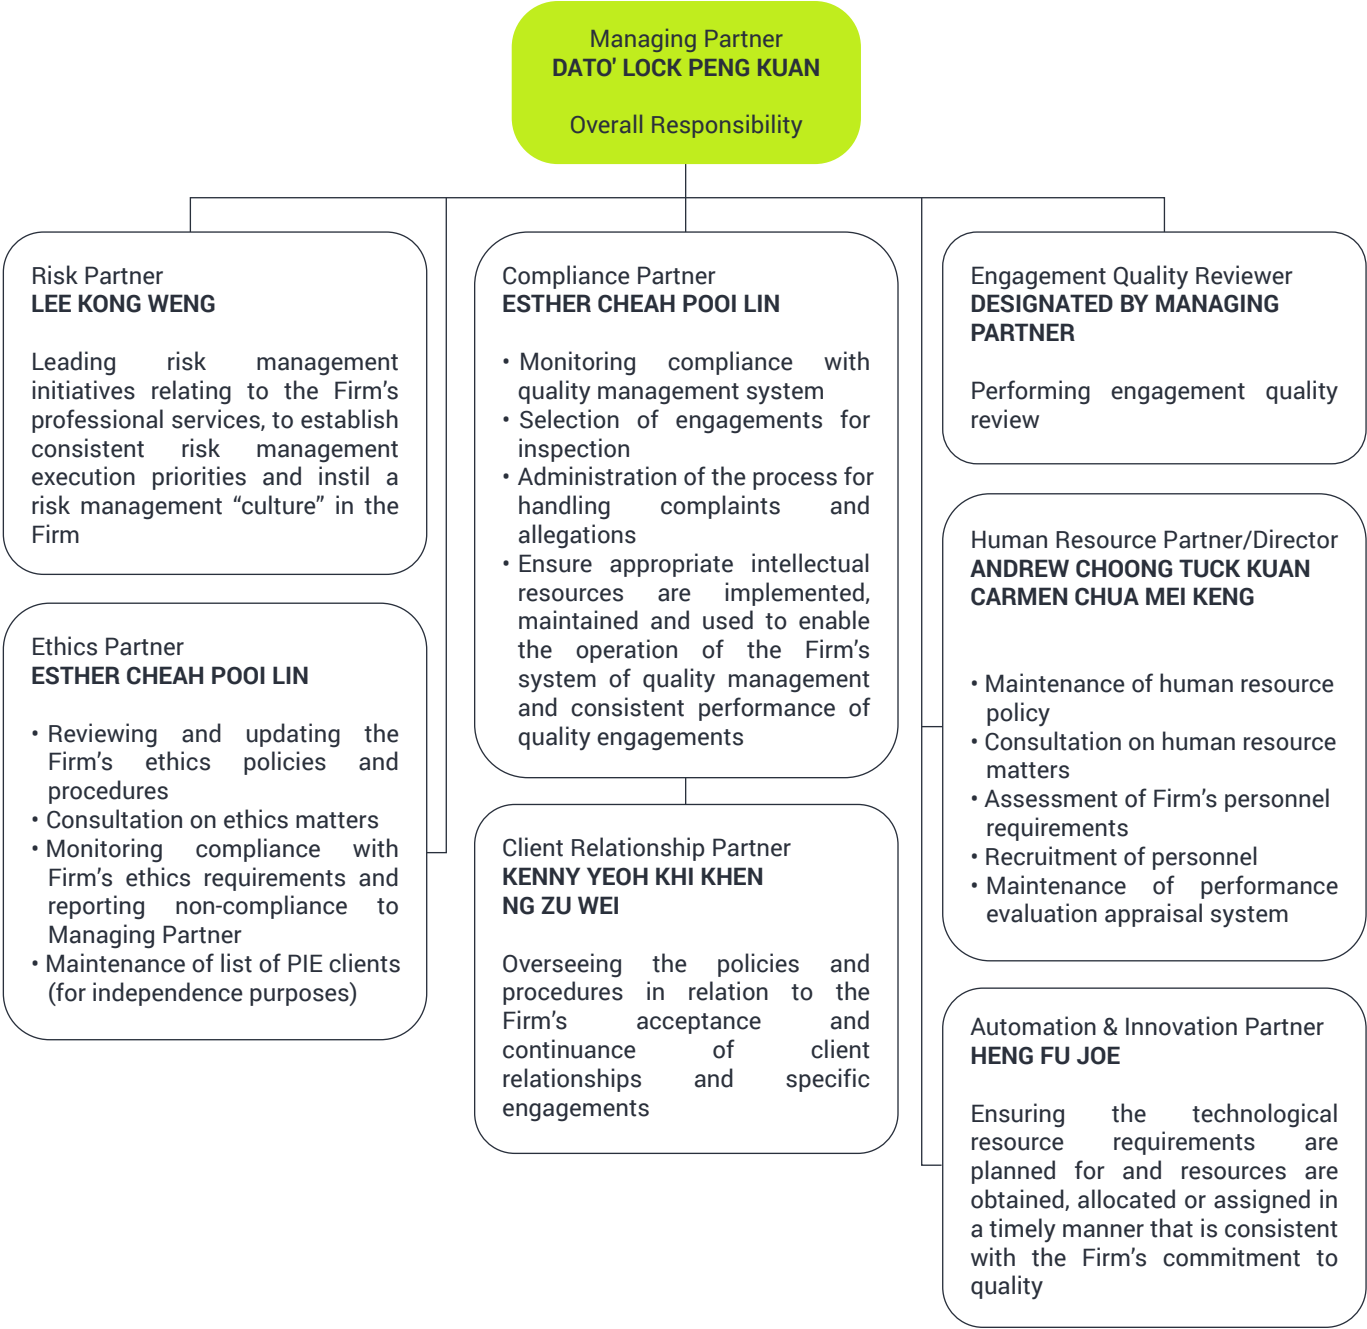 Managing Partner
DATO' LOCK PENG KUAN
Overall Responsibility
Risk Partner
LEE KONG WENG
Leading risk management
initiatives relating to the Firm's
professional services, to establish
consistent risk management
execution priorities and instil a
risk management “culture” in the
Firm
Ethics Partner
ESTHER CHEAH POOI LIN
• Reviewing and updating the
Firm's ethics policies and
procedures
• Consultation on ethics matters
• Monitoring compliance with
Firm's ethics requirements and
reporting non-compliance to
Managing Partner
• Maintenance of list of PIE clients
(for independence purposes)
Compliance Partner
ESTHER CHEAH POOI LIN
• Monitoring compliance with
quality management system
• Selection of engagements for
inspection
• Administration of the process for
handling complaints and
allegations
• Ensure appropriate intellectual
resources are implemented,
maintained and used to enable
the operation of the Firm's
system of quality management
and consistent performance of
quality engagements
Client Relationship Partner
KENNY YEOH KHI KHEN
NG ZU WEI
Overseeing the policies and
procedures in relation to the
Firm's acceptance and
continuance of client
relationships and specific
engagements
Engagement Quality Reviewer
DESIGNATED BY MANAGING
PARTNER
Performing engagement quality
review
Human Resource Partner/Director
ANDREW CHOONG TUCK KUAN
CARMEN CHUA MEI KENG
• Maintenance of human resource
policy
• Consultation on human resource
matters
• Assessment of Firm's personnel
requirements
• Recruitment of personnel
• Maintenance of performance
evaluation appraisal system
Automation & Innovation Partner
HENG FU JOE
Ensuring the technological
resource requirements are
planned for and resources are
obtained, allocated or assigned in
a timely manner that is consistent
with the Firm's commitment to
quality